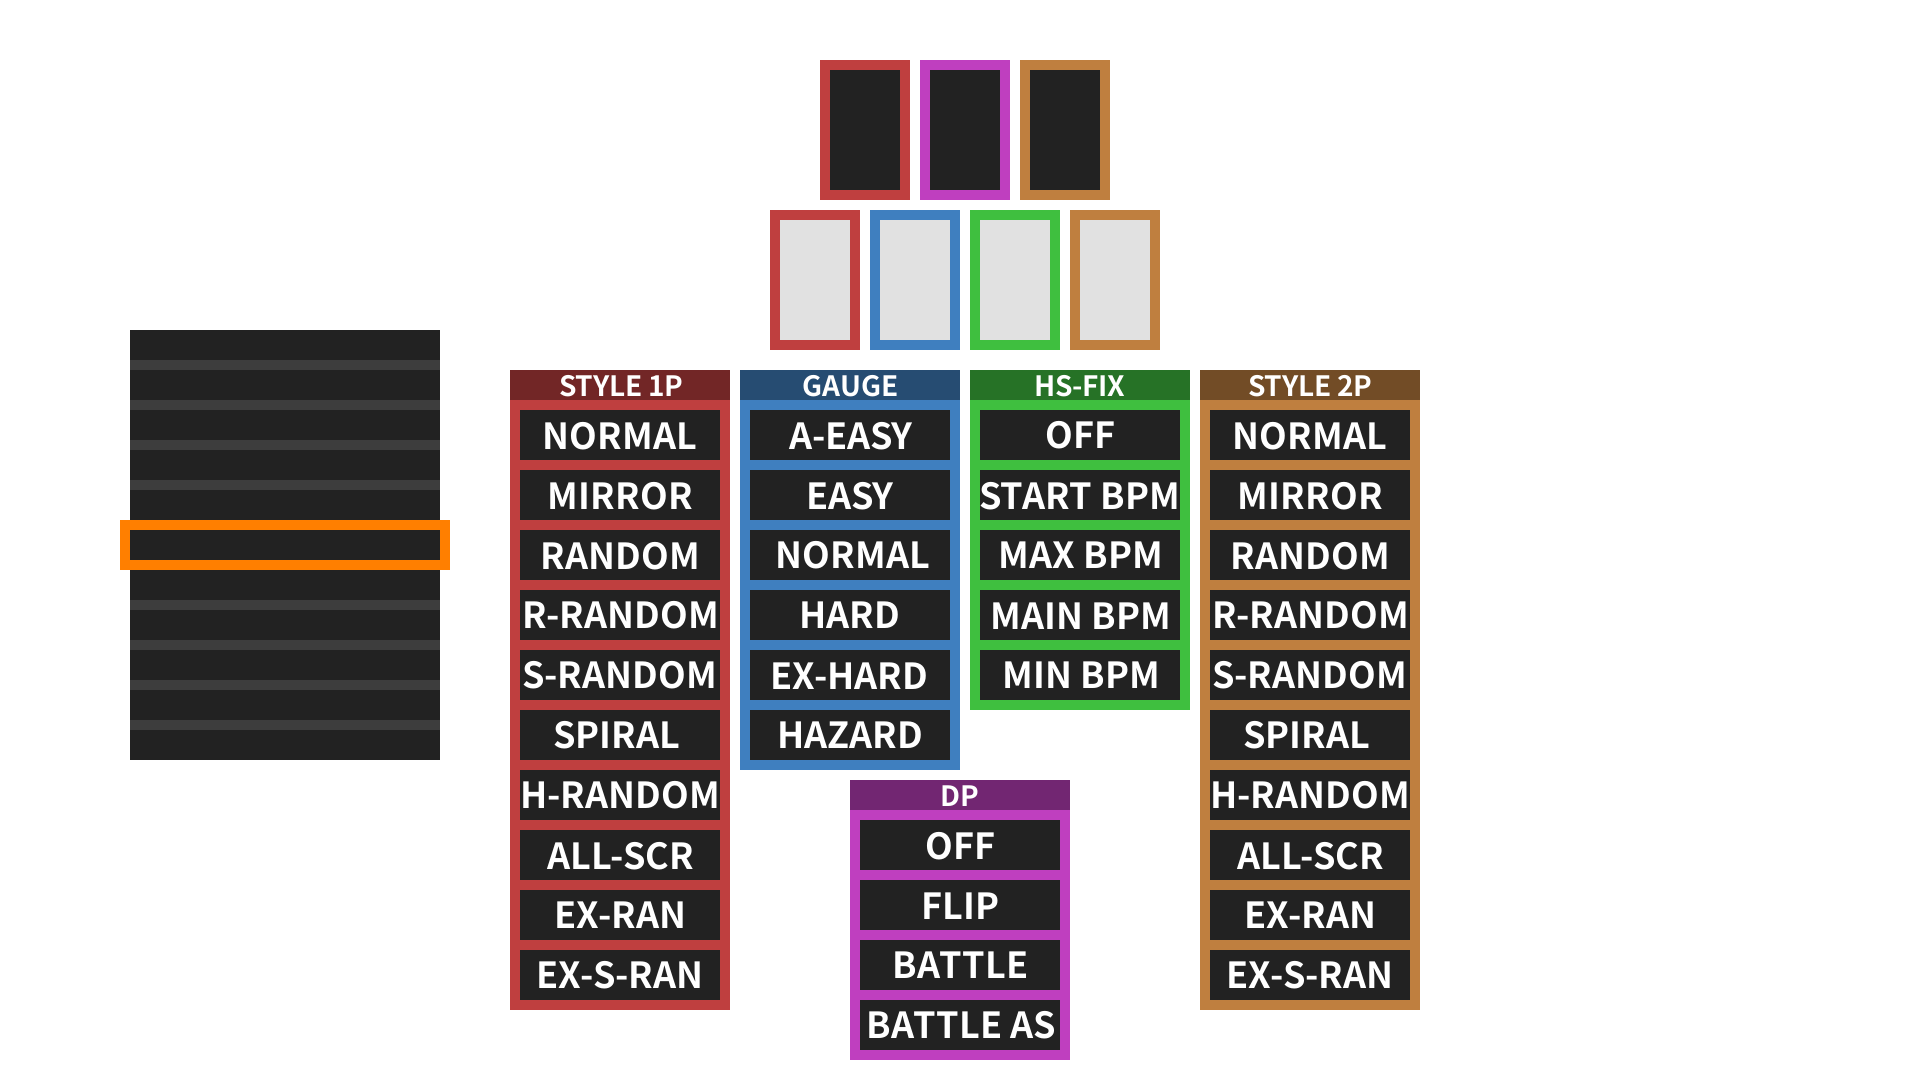 STYLE 1P
NORMAL
MIRROR
RANDOM
R-RANDOM
S-RANDOM
SPIRAL
H-RANDOM
ALL-SCR
EX-RAN
EX-S-RAN
GAUGE
A-EASY
EASY
NORMAL
HARD
EX-HARD
HAZARD
HS-FIX
OFF
START BPM
MAX BPM
MAIN BPM
MIN BPM
DP
OFF
FLIP
BATTLE
BATTLE AS
STYLE 2P
NORMAL
MIRROR
RANDOM
R-RANDOM
S-RANDOM
SPIRAL
H-RANDOM
ALL-SCR
EX-RAN
EX-S-RAN